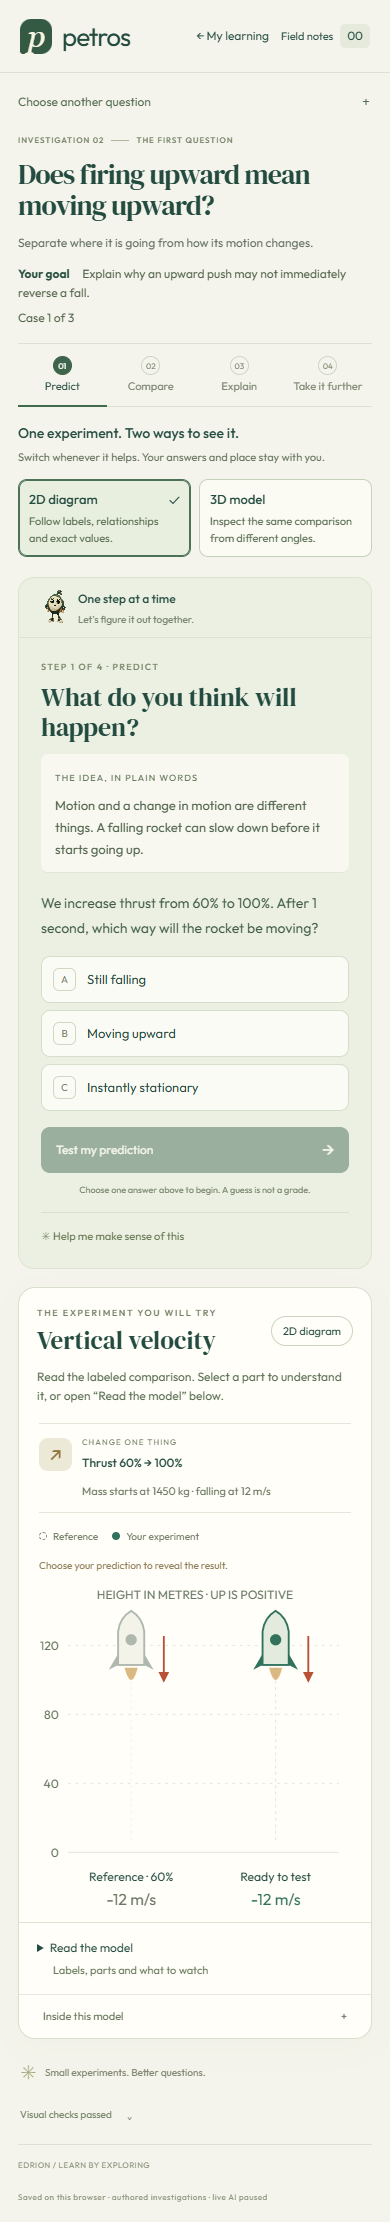 p petros
← My learning Field notes 00
Choose another question +
INVESTIGATION 02 — THE FIRST QUESTION
Does firing upward mean
moving upward?
Separate where it is going from how its motion changes.
Your goal Explain why an upward push may not immediately
reverse a fall.
Case 1 of 3
01 02 03 04
Predict Compare Explain Take it further
One experiment. Two ways to see it.
Switch whenever it helps. Your answers and place stay with you.
2D diagram ✓
Follow labels, relationships
and exact values.
3D model
Inspect the same comparison
from different angles.
One step at a time
Let's figure it out together.
STEP 1 OF 4 · PREDICT
What do you think will
happen?
THE IDEA, IN PLAIN WORDS
Motion and a change in motion are different
things. A falling rocket can slow down before it
starts going up.
We increase thrust from 60% to 100%. After 1
second, which way will the rocket be moving?
A Still falling
B Moving upward
C Instantly stationary
Test my prediction →
Choose one answer above to begin. A guess is not a grade.
✳ Help me make sense of this
THE EXPERIMENT YOU WILL TRY
Vertical velocity
2D diagram
Read the labeled comparison. Select a part to understand
it, or open “Read the model” below.
CHANGE ONE THING
Thrust 60% → 100%
Mass starts at 1450 kg · falling at 12 m/s
Reference Your experiment
Choose your prediction to reveal the result.
HEIGHT IN METRES · UP IS POSITIVE
120
80
40
0
Reference · 60% Ready to test
-12 m/s -12 m/s
▶ Read the model
Labels, parts and what to watch
Inside this model +
Small experiments. Better questions.
Visual checks passed
EDRION / LEARN BY EXPLORING
Saved on this browser · authored investigations · live AI paused